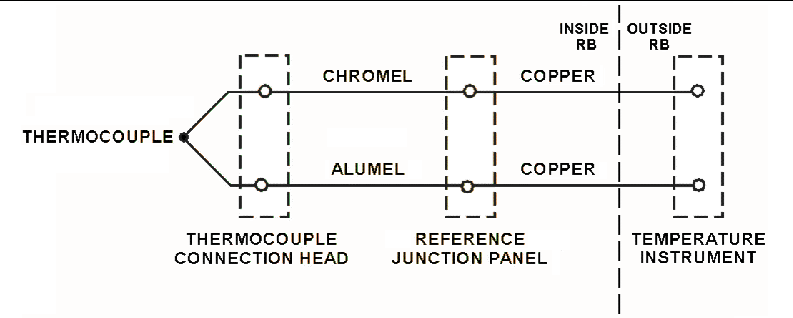 INSIDE OUTSIDE
RB RB
CHROMEL COPPER
THERMOCOUPLE
ALUMEL COPPER
THERMOCOUPLE REFERENCE TEMPERATURE
CONNECTION HEAD JUNCTION PANEL INSTRUMENT